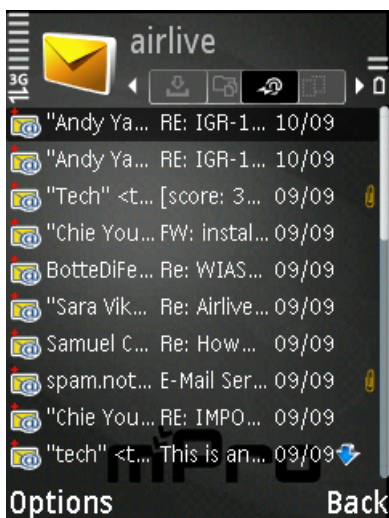 airlive
3G
"Andy Ya... RE: IGR-1... 10/09
"Andy Ya... RE: IGR-1... 10/09
"Tech" <t... [score: 3... 09/09
"Chie You... FW: instal... 09/09
BotteDiFe... Re: WIAS... 09/09
"Sara Vik... Re: Airlive... 09/09
Samuel C... Re: How... 09/09
spam.not... E-Mail Ser... 09/09
"Chie You... RE: IMPO... 09/09
"tech" <t... This is an... 09/09
mPro
Options Back